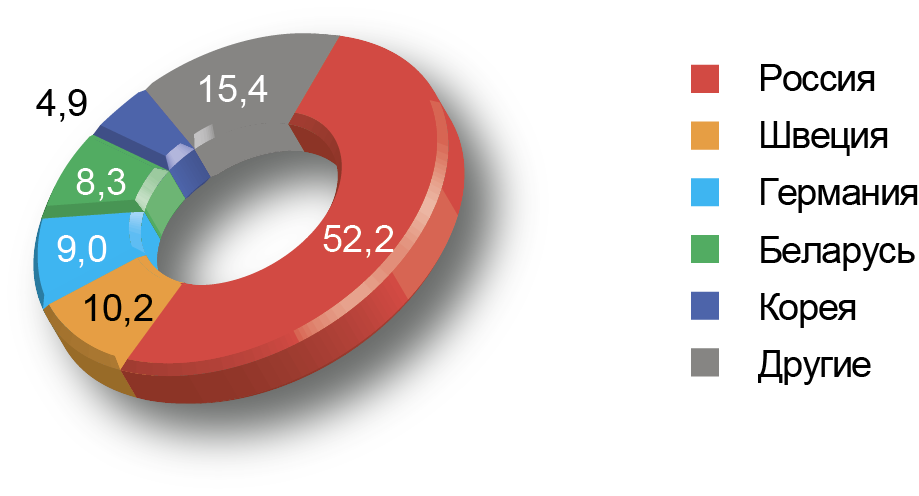 15,4
4,9
8,3
9,0
52,2
10,2
Россия
Швеция
Германия
Беларусь
Корея
Другие